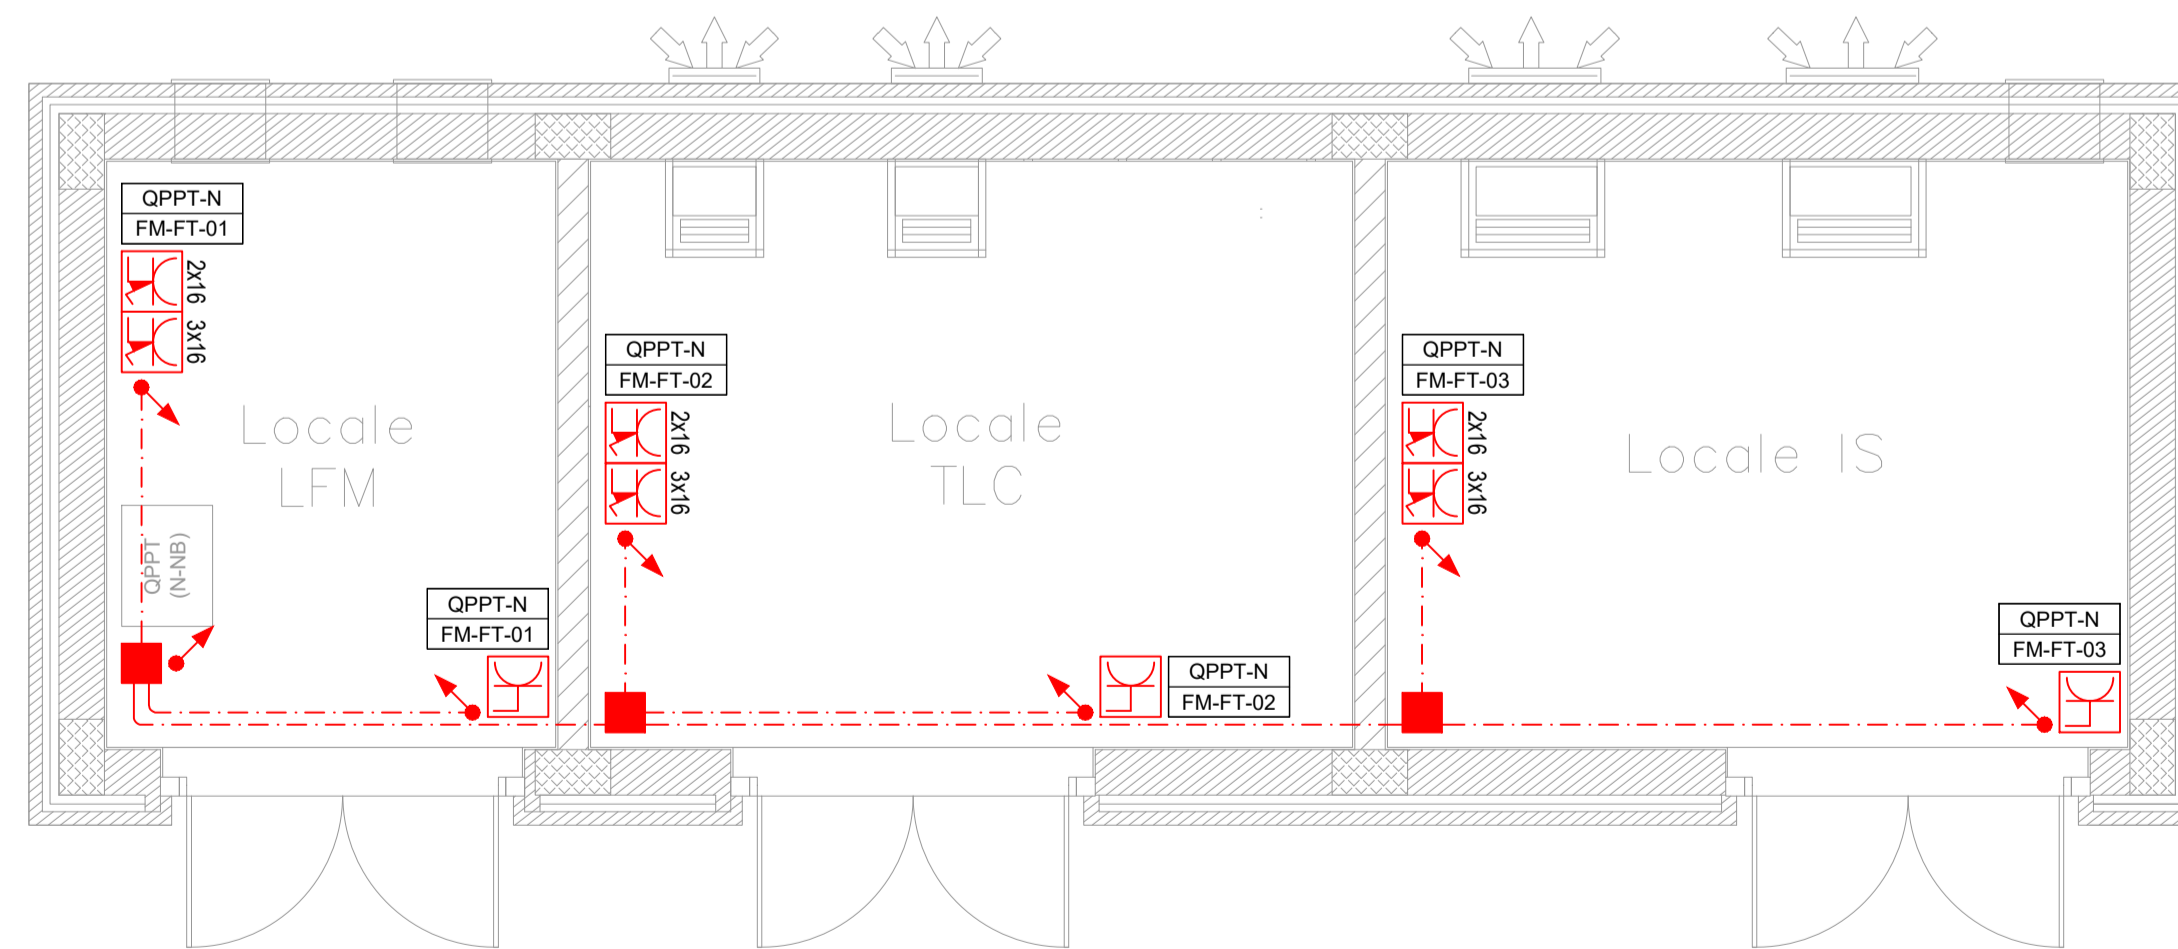 QPPT-N
FM-FT-01
2x16
3x16
Locale
LFM
QPPT
(N-NB)
QPPT-N
FM-FT-01
QPPT-N
FM-FT-02
2x16
3x16
Locale
TLC
QPPT-N
FM-FT-02
QPPT-N
FM-FT-03
2x16
3x16
Locale IS
QPPT-N
FM-FT-03